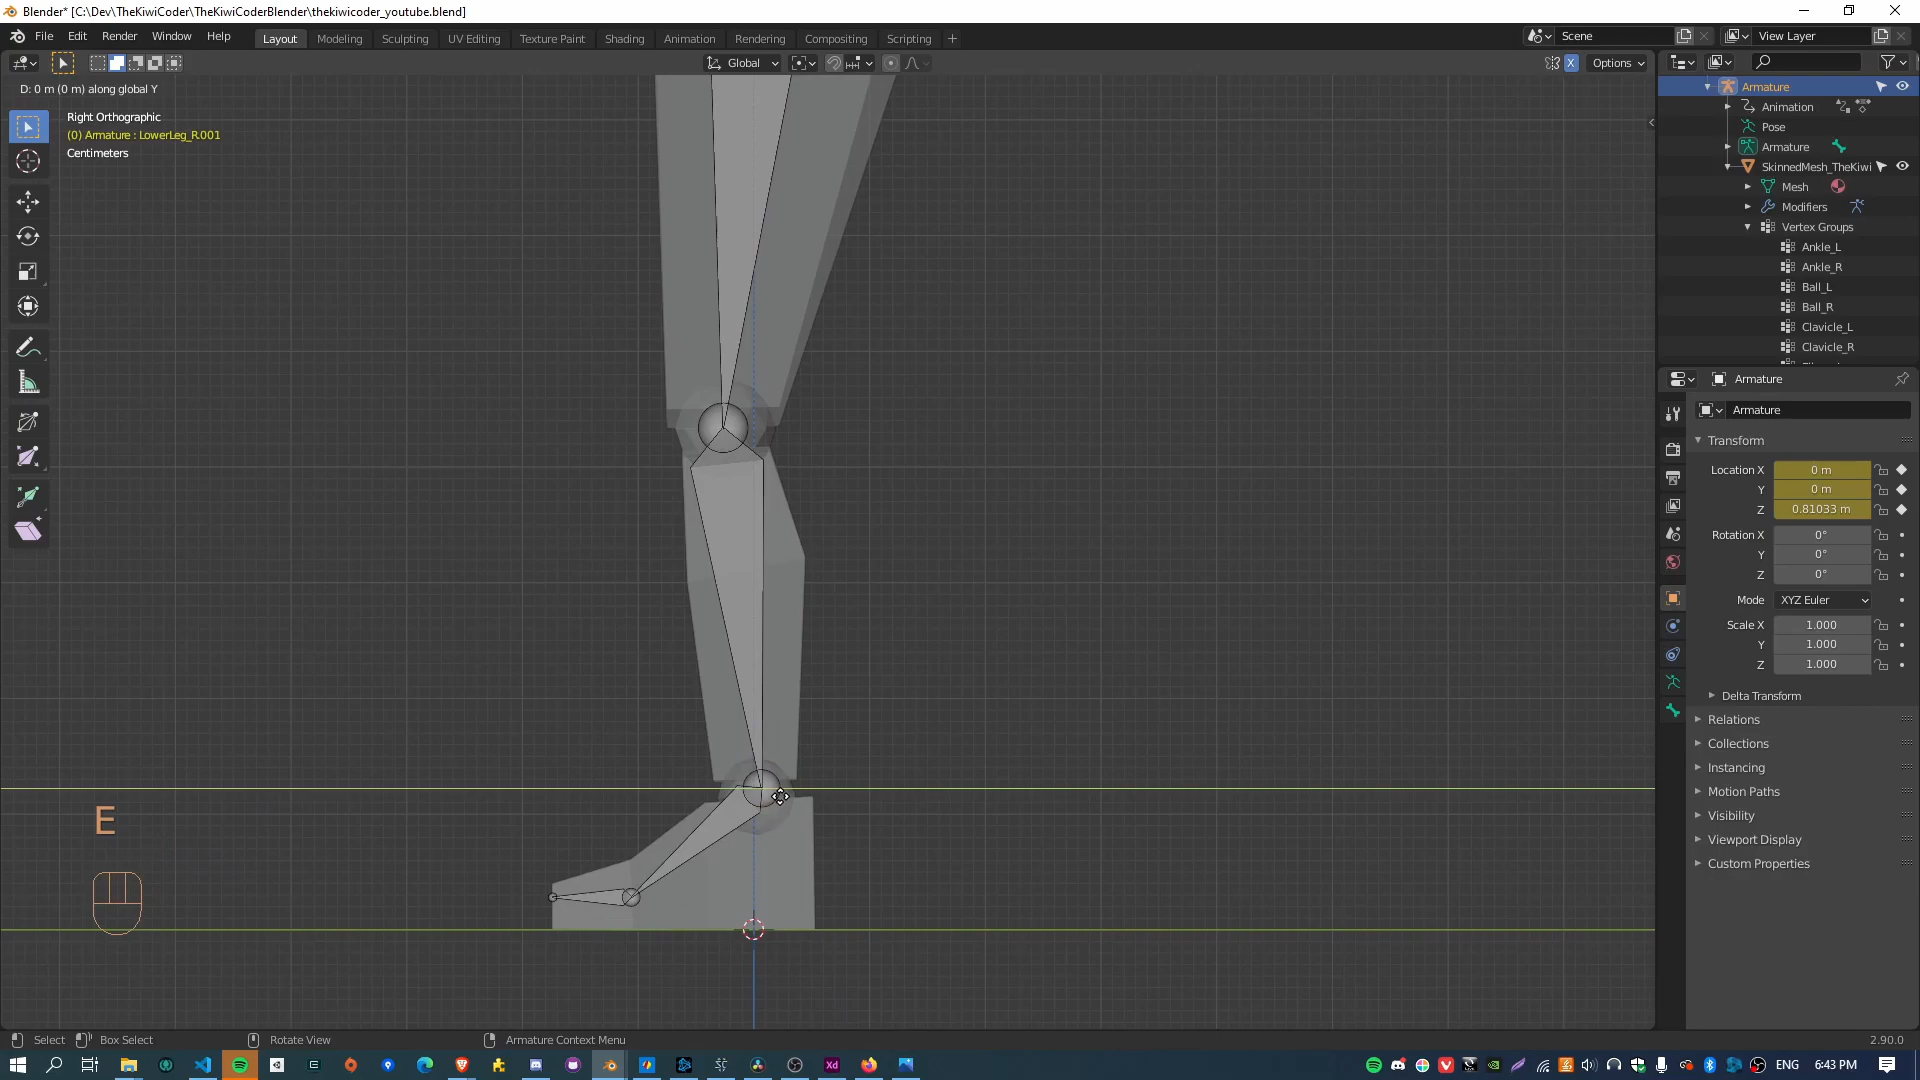 Blender* [C:\Dev\TheKiwiCoder\TheKiwiCoderBlender\thekiwicoder_youtube.blend]
File Edit Render Window Help Layout Modeling Sculpting UV Editing Texture Paint Shading Animation Rendering Compositing Scripting + Scene View Layer
Global X Options
D: 0 m (0 m) along global Y
Right Orthographic
(0) Armature : LowerLeg_R.001
Centimeters
Armature
Animation
Pose
Armature
SkinnedMesh_TheKiwi
Mesh
Modifiers
Vertex Groups
Ankle_L
Ankle_R
Ball_L
Ball_R
Clavicle_L
Clavicle_R
Armature
Armature
Transform
Location X 0 m
Y 0 m
Z 0.81033 m
Rotation X 0°
Y 0°
Z 0°
Mode XYZ Euler
Scale X 1.000
Y 1.000
Z 1.000
Delta Transform
Relations
Collections
Instancing
Motion Paths
Visibility
Viewport Display
Custom Properties
E
Select Box Select Rotate View Armature Context Menu 2.90.0
Xd ENG 6:43 PM